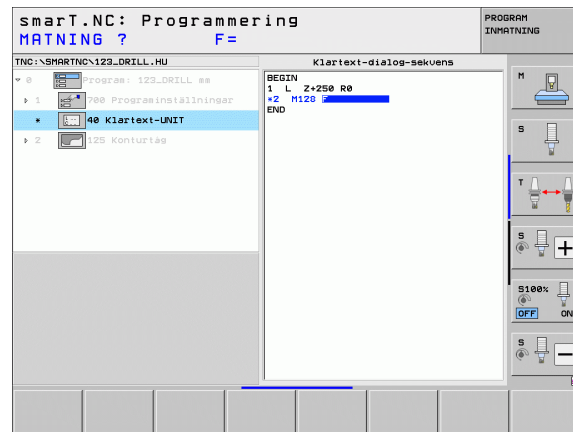 smarT.NC: Programmering
MATNING ? F=
PROGRAM
INMATNING
TNC:\SMARTNC\123_DRILL.HU
0 Program: 123_DRILL mm
1 700 Programinställningar
* 40 Klartext-UNIT
2 125 Konturtåg
Klartext-dialog-sekvens
BEGIN
1 L Z+250 R0
*2 M128 F
END
M
S
T
S
+
S100%
OFF ON
S
-